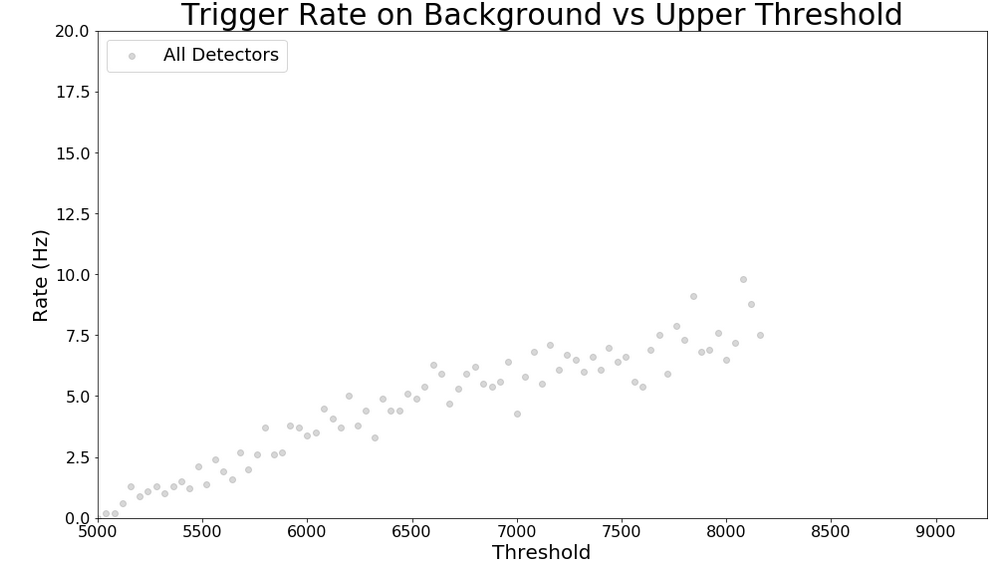 Trigger Rate on Background vs Upper Threshold
All Detectors
20.0
17.5
15.0
12.5
10.0
7.5
5.0
2.5
0.0
Rate (Hz)
5000 5500 6000 6500 7000 7500 8000 8500 9000
Threshold